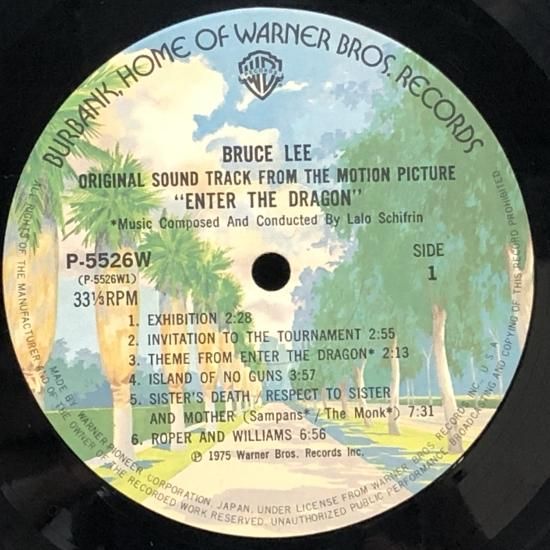 BURBANK, HOME OF WARNER BROS. RECORDS
WB
RECORDS
BRUCE LEE
ORIGINAL SOUND TRACK FROM THE MOTION PICTURE
"ENTER THE DRAGON"
*Music Composed And Conducted By Lalo Schifrin
P-5526W
(P-5526W1)
33⅓RPM
SIDE
1
1. EXHIBITION 2:28
2. INVITATION TO THE TOURNAMENT 2:55
3. THEME FROM ENTER THE DRAGON* 2:13
4. ISLAND OF NO GUNS 3:57
5. SISTER'S DEATH / RESPECT TO SISTER
AND MOTHER (Sampans* / The Monk*) 7:31
6. ROPER AND WILLIAMS 6:56
Ⓟ 1975 Warner Bros. Records Inc.
MADE BY WARNER-PIONEER CORPORATION, JAPAN, UNDER LICENSE FROM WARNER BROS. RECORDS INC., U.S.A.
ALL RIGHTS OF THE MANUFACTURER AND OF THE OWNER OF THE RECORDED WORK RESERVED. UNAUTHORIZED PUBLIC PERFORMANCE, BROADCASTING AND COPYING OF THIS RECORD PROHIBITED